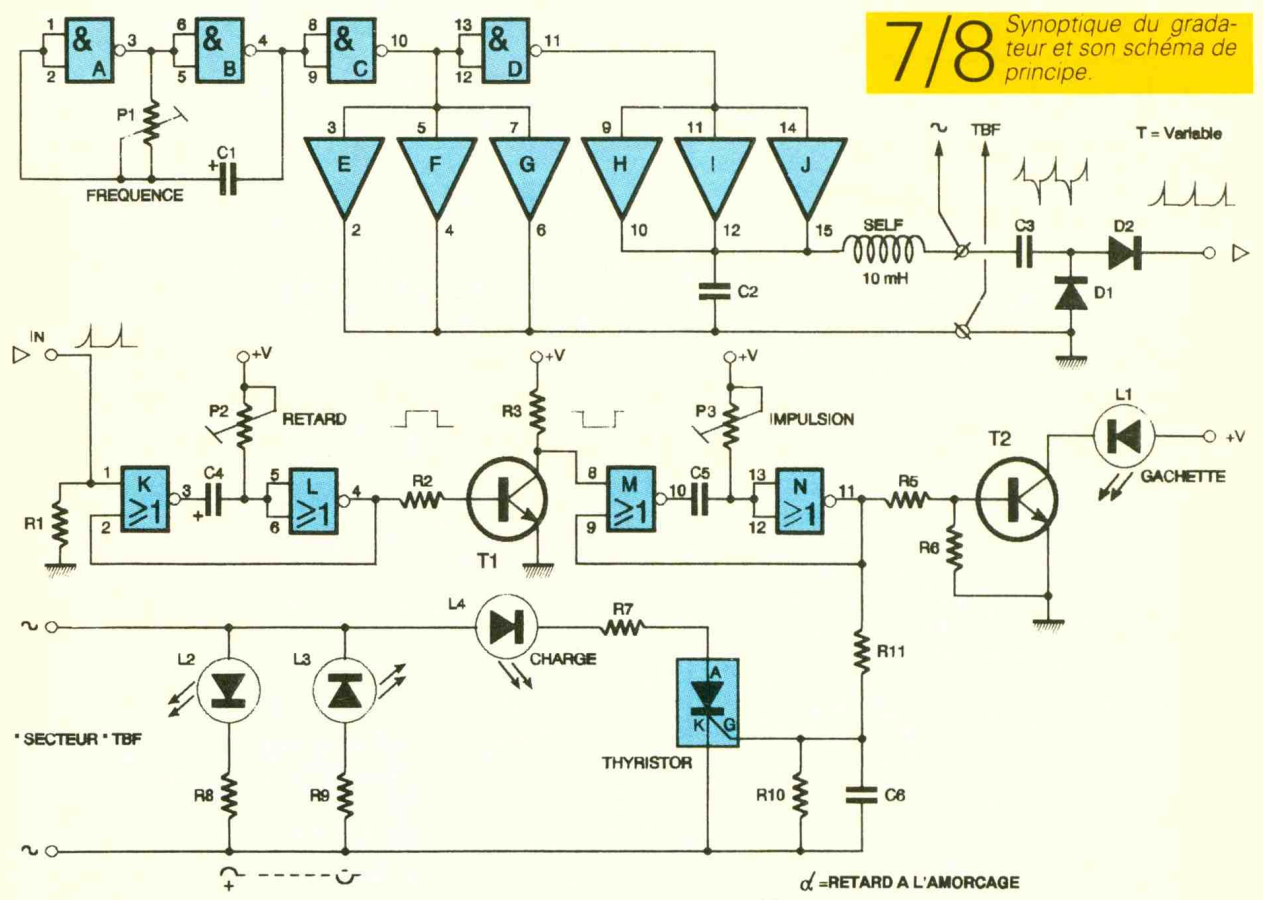 7/8 Synoptique du grada-
teur et son schéma de
principe.
1 2 & A 3
6 5 & B 4
8 9 & C 10
13 12 & D 11
P1
+ C1
FREQUENCE
3 5 7 9 11 14
E F G H I J
2 4 6 10 12 15
SELF
10 mH
C2
~ TBF
T = Variable
C3
D2
D1
IN
+V
P2
RETARD
R3
+V
P3
IMPULSION
+V
L1
+V
GACHETTE
R1
1 2 K ≥1 3
C4 +
5 6 L ≥1 4
R2
T1
8 9 M ≥1 10
C5
13 12 N ≥1 11
R5
R6
T2
~
L4
CHARGE
R7
R11
L2
L3
A
K G
THYRISTOR
" SECTEUR " TBF
R8
R9
R10
C6
~
+ -
α =RETARD A L'AMORCAGE